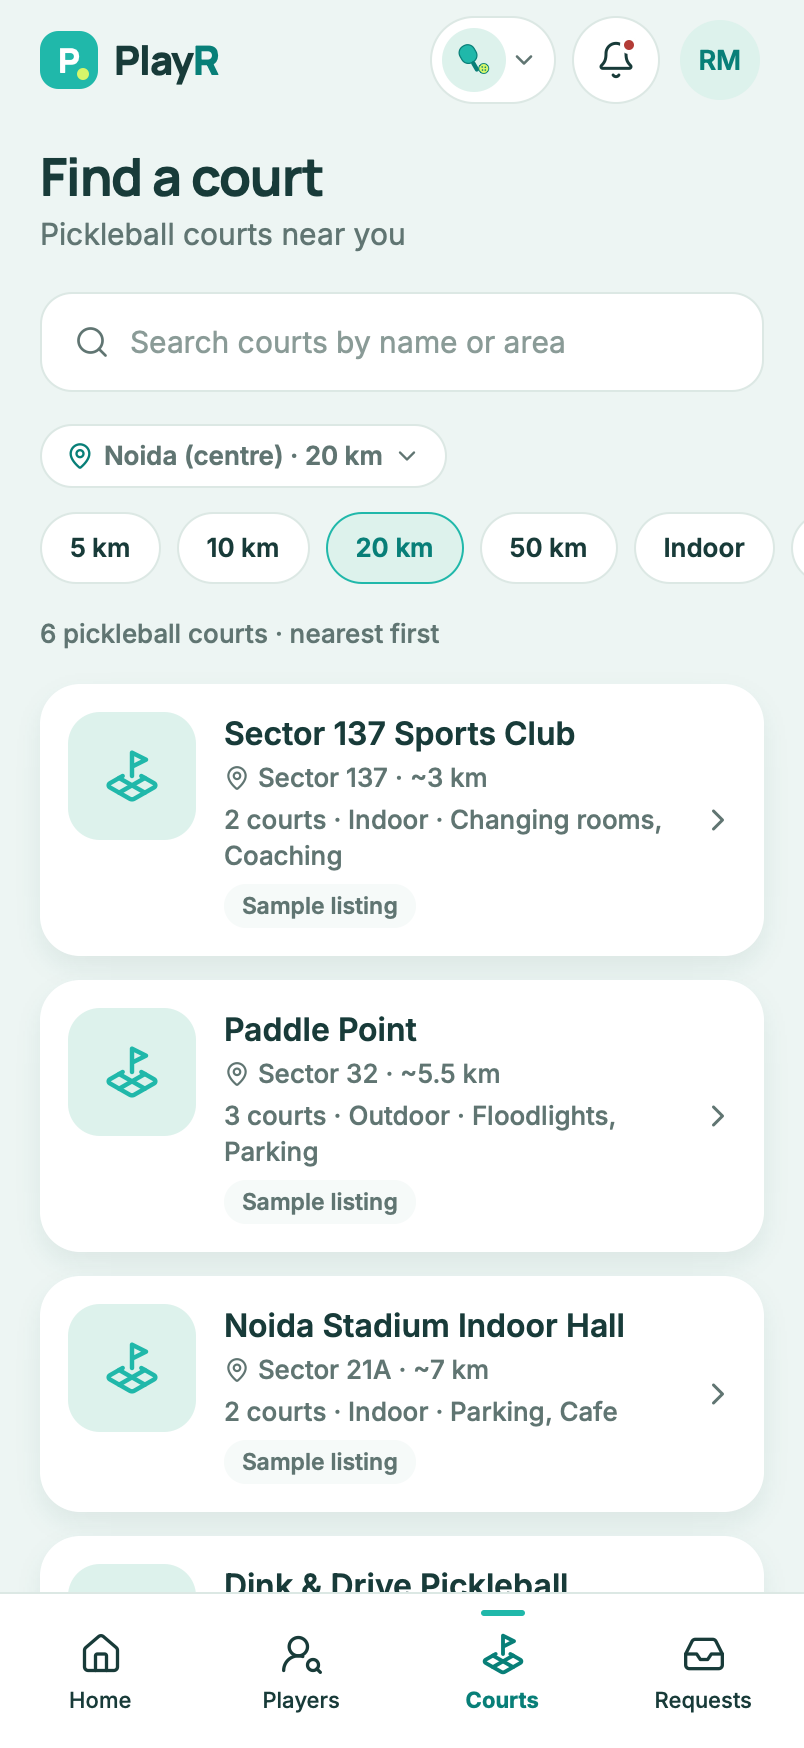 P. PlayR
RM
Find a court
Pickleball courts near you
Search courts by name or area
Noida (centre) · 20 km
5 km
10 km
20 km
50 km
Indoor
6 pickleball courts · nearest first
Sector 137 Sports Club
Sector 137 · ~3 km
2 courts · Indoor · Changing rooms,
Coaching
Sample listing
Paddle Point
Sector 32 · ~5.5 km
3 courts · Outdoor · Floodlights,
Parking
Sample listing
Noida Stadium Indoor Hall
Sector 21A · ~7 km
2 courts · Indoor · Parking, Cafe
Sample listing
Dink & Drive Pickleball
Home
Players
Courts
Requests